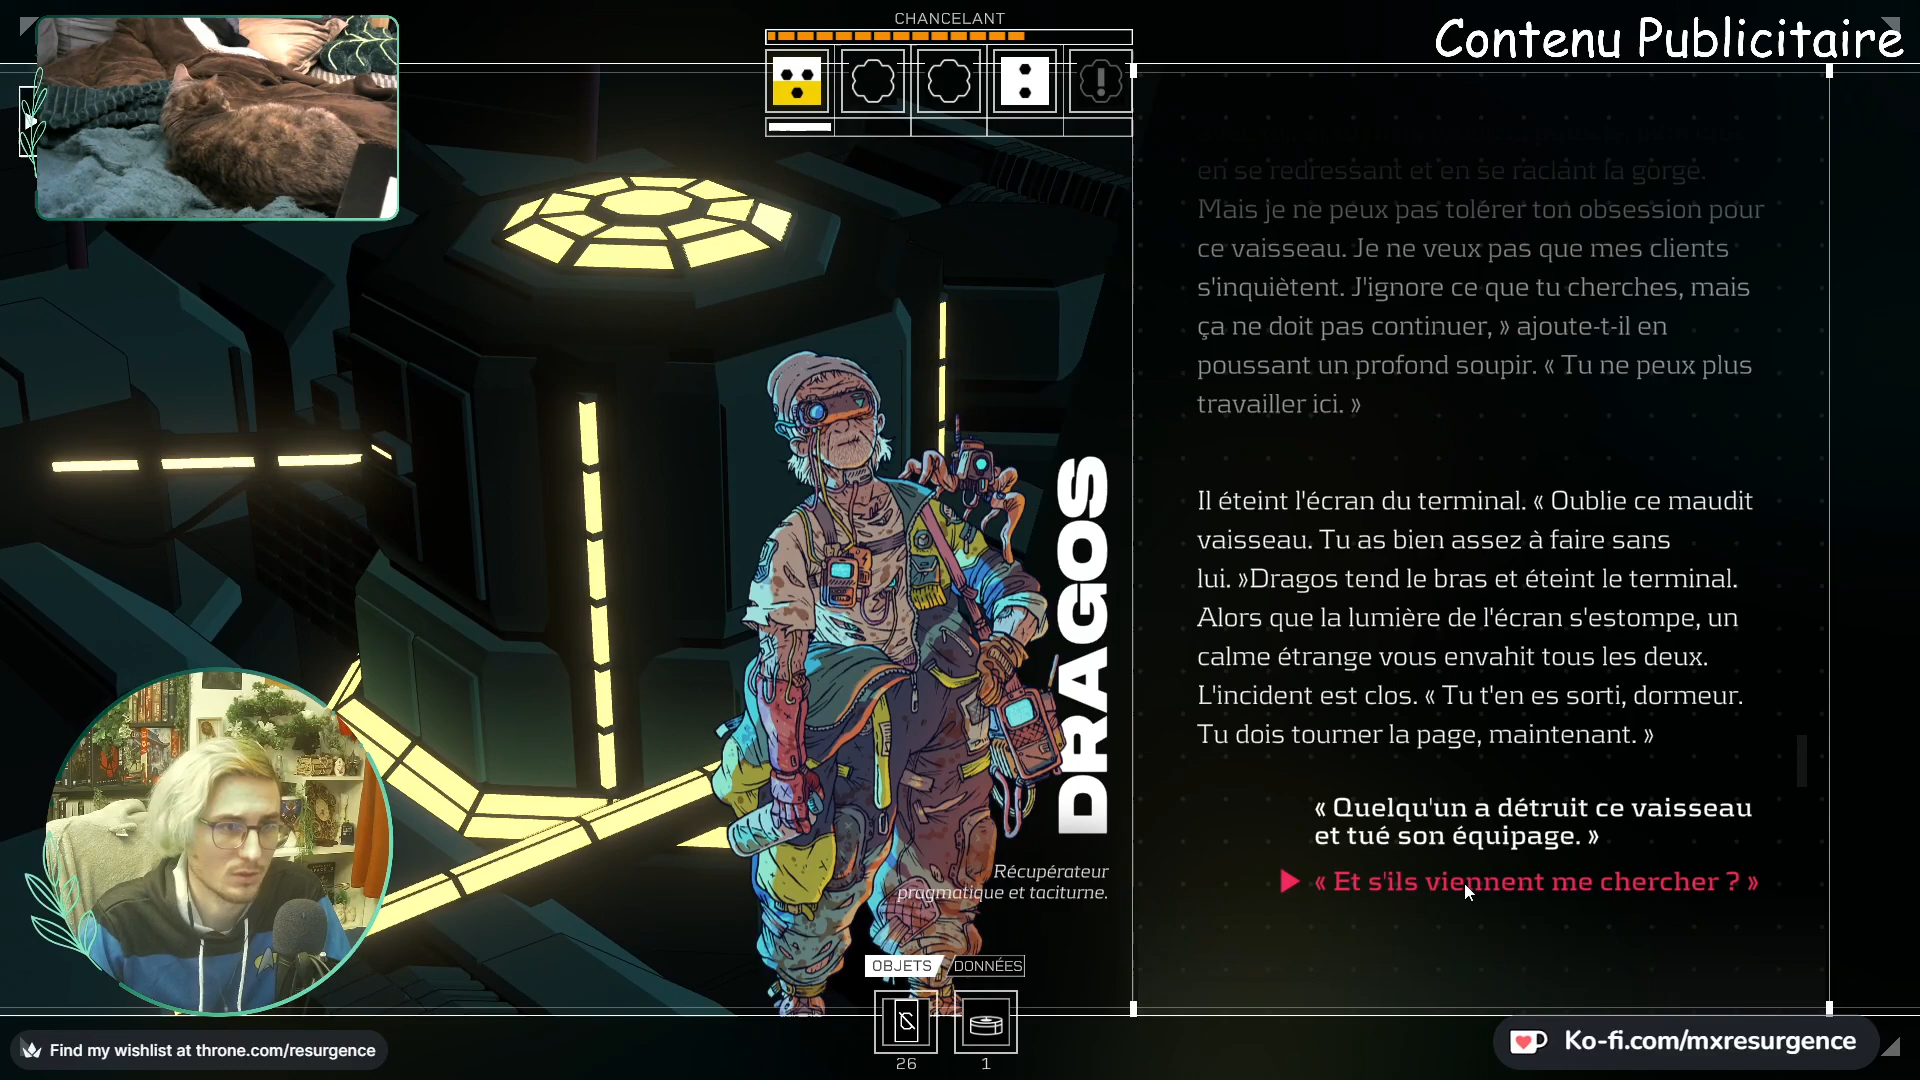 CHANCELANT
Contenu Publicitaire
en se redressant et en se raclant la gorge.
Mais je ne peux pas tolérer ton obsession pour
ce vaisseau. Je ne veux pas que mes clients
s'inquiètent. J'ignore ce que tu cherches, mais
ça ne doit pas continuer, » ajoute-t-il en
poussant un profond soupir. « Tu ne peux plus
travailler ici. »
Il éteint l'écran du terminal. « Oublie ce maudit
vaisseau. Tu as bien assez à faire sans
lui. »Dragos tend le bras et éteint le terminal.
Alors que la lumière de l'écran s'estompe, un
calme étrange vous envahit tous les deux.
L'incident est clos. « Tu t'en es sorti, dormeur.
Tu dois tourner la page, maintenant. »
« Quelqu'un a détruit ce vaisseau
et tué son équipage. »
« Et s'ils viennent me chercher ? »
DRAGOS
Récupérateur
pragmatique et taciturne.
OBJETS
DONNÉES
26
1
Find my wishlist at throne.com/resurgence
Ko-fi.com/mxresurgence